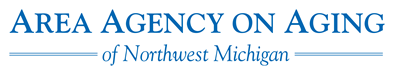 AREA AGENCY ON AGING
of Northwest Michigan